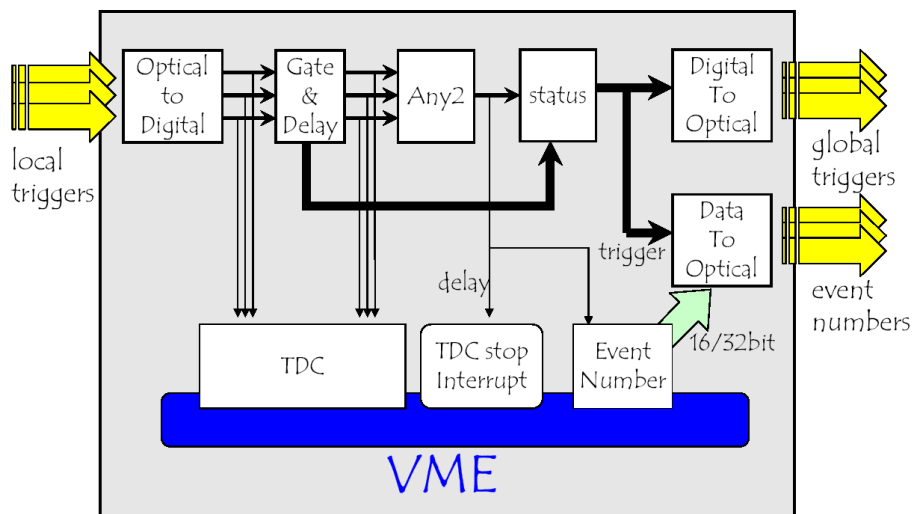 Optical
to
Digital
Gate
&
Delay
Any2
status
Digital
To
Optical
local
triggers
global
triggers
Data
To
Optical
trigger
delay
event
numbers
16/32bit
TDC
TDC stop
Interrupt
Event
Number
VME